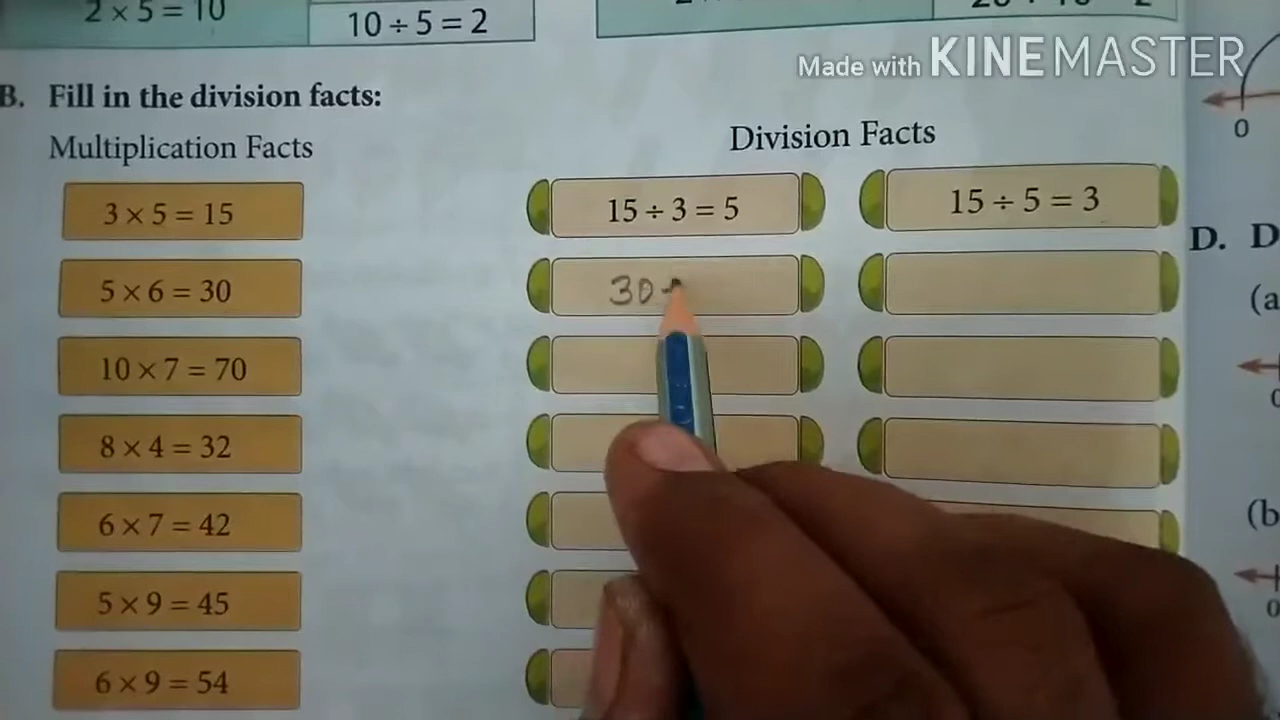 2 × 5 = 10
10 ÷ 5 = 2
Made with KINEMASTER
B. Fill in the division facts:
Multiplication Facts
Division Facts
0
3 × 5 = 15
15 ÷ 3 = 5
15 ÷ 5 = 3
D. D
5 × 6 = 30
30
(a
10 × 7 = 70
0
8 × 4 = 32
6 × 7 = 42
(b
5 × 9 = 45
0
6 × 9 = 54